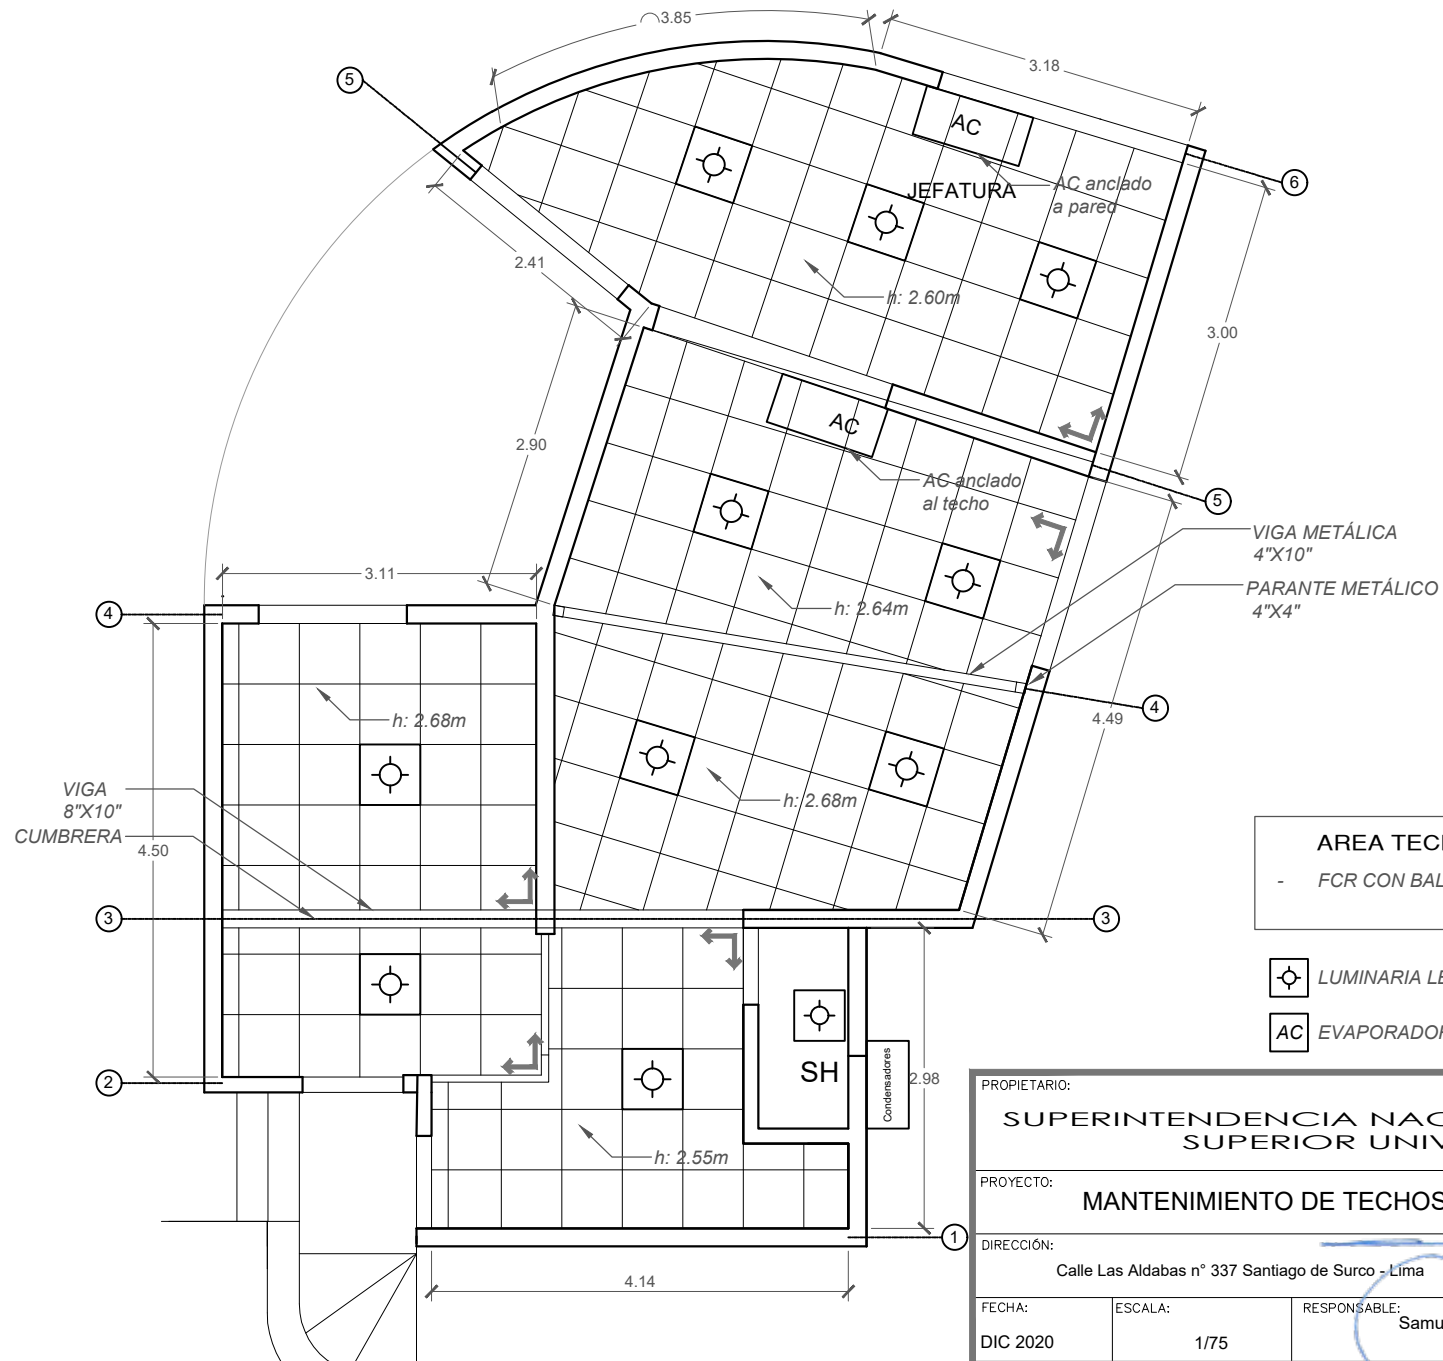 3.85
3.18
5
AC
6
JEFATURA
AC anclado
a pared
2.41
h: 2.60m
3.00
2.90
AC
AC anclado
al techo
5
VIGA METÁLICA
4"X10"
PARANTE METÁLICO
4"X4"
3.11
h: 2.64m
4
4
h: 2.68m
4.49
VIGA
8"X10"
CUMBRERA
4.50
h: 2.68m
3
3
2
SH
Condensadores
2.98
h: 2.55m
1
4.14
AREA TEC
- FCR CON BAL
LUMINARIA LE
AC EVAPORADO
PROPIETARIO:
SUPERINTENDENCIA NAC
SUPERIOR UNIV
PROYECTO:
MANTENIMIENTO DE TECHOS
DIRECCIÓN:
Calle Las Aldabas n° 337 Santiago de Surco - Lima
FECHA:
DIC 2020
ESCALA:
1/75
RESPONSABLE:
Samu